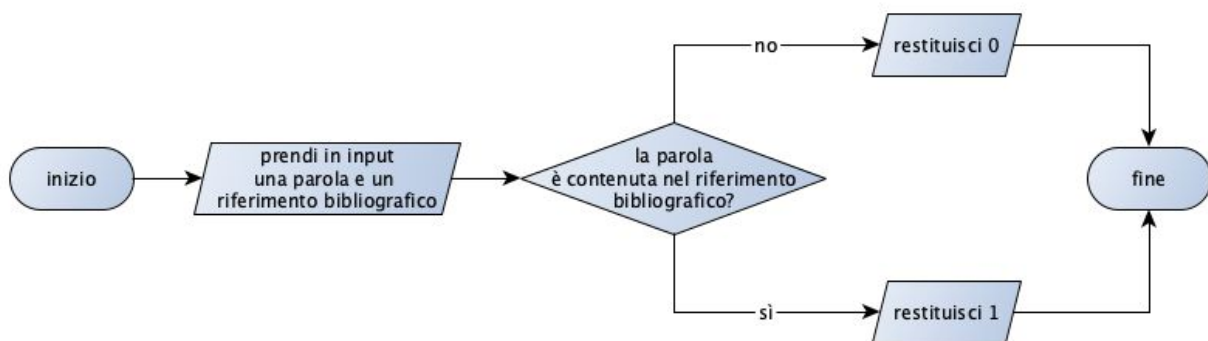 inizio
prendi in input
una parola e un
riferimento bibliografico
la parola
è contenuta nel riferimento
bibliografico?
no
restituisci 0
sì
restituisci 1
fine